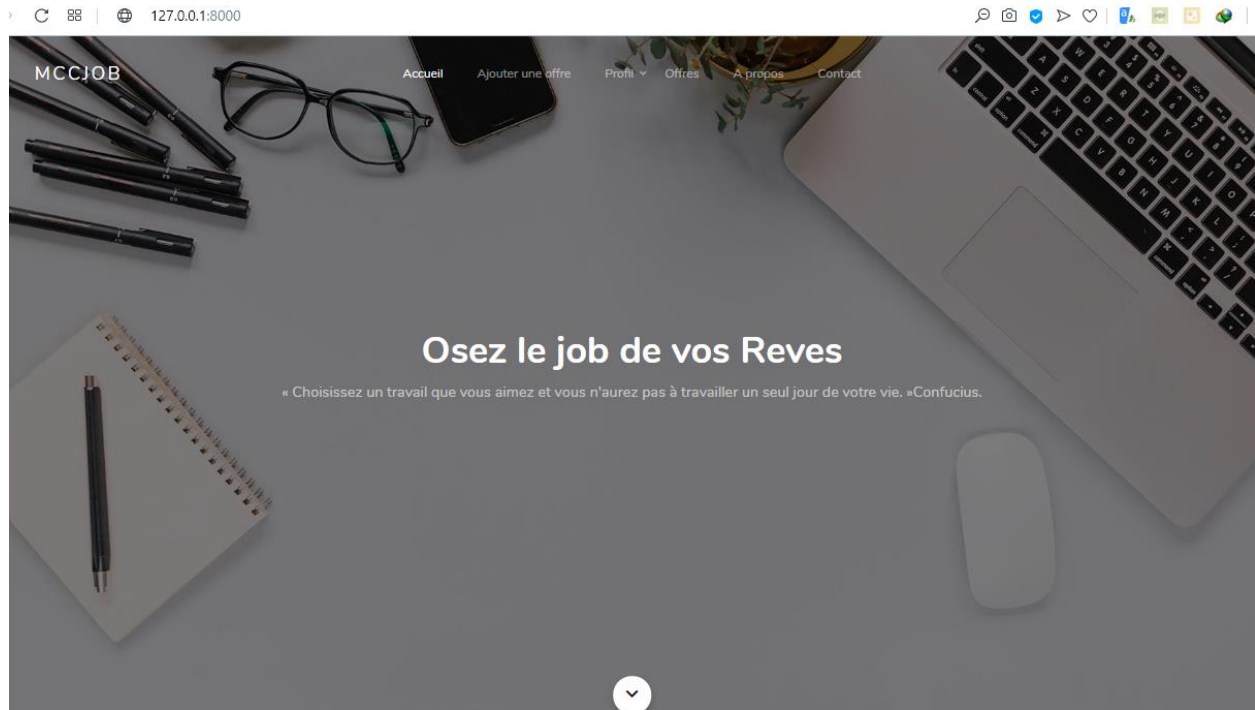 127.0.0.1:8000
MCCJOB
Accueil Ajouter une offre Profil Offres A propos Contact
Osez le job de vos Reves
« Choisissez un travail que vous aimez et vous n'aurez pas à travailler un seul jour de votre vie. »Confucius.